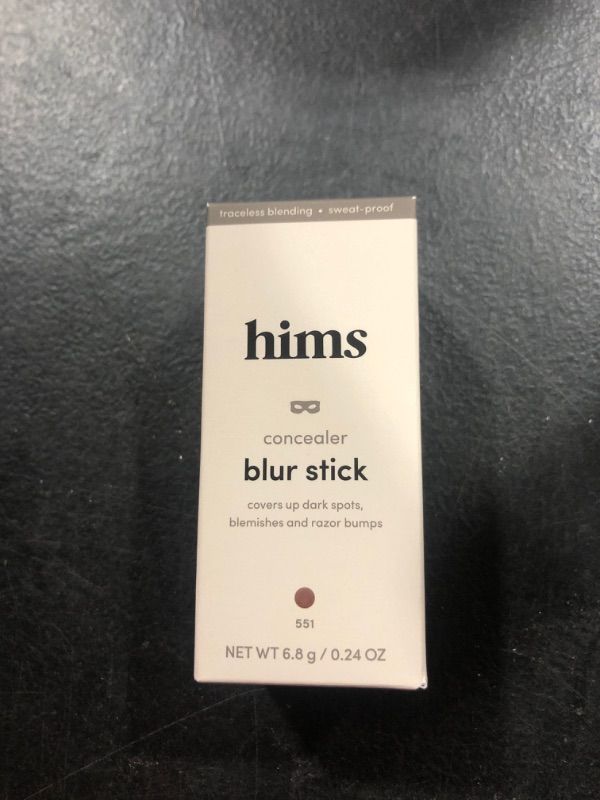 traceless blending • sweat-proof
hims
concealer
blur stick
covers up dark spots,
blemishes and razor bumps
551
NET WT 6.8 g / 0.24 OZ